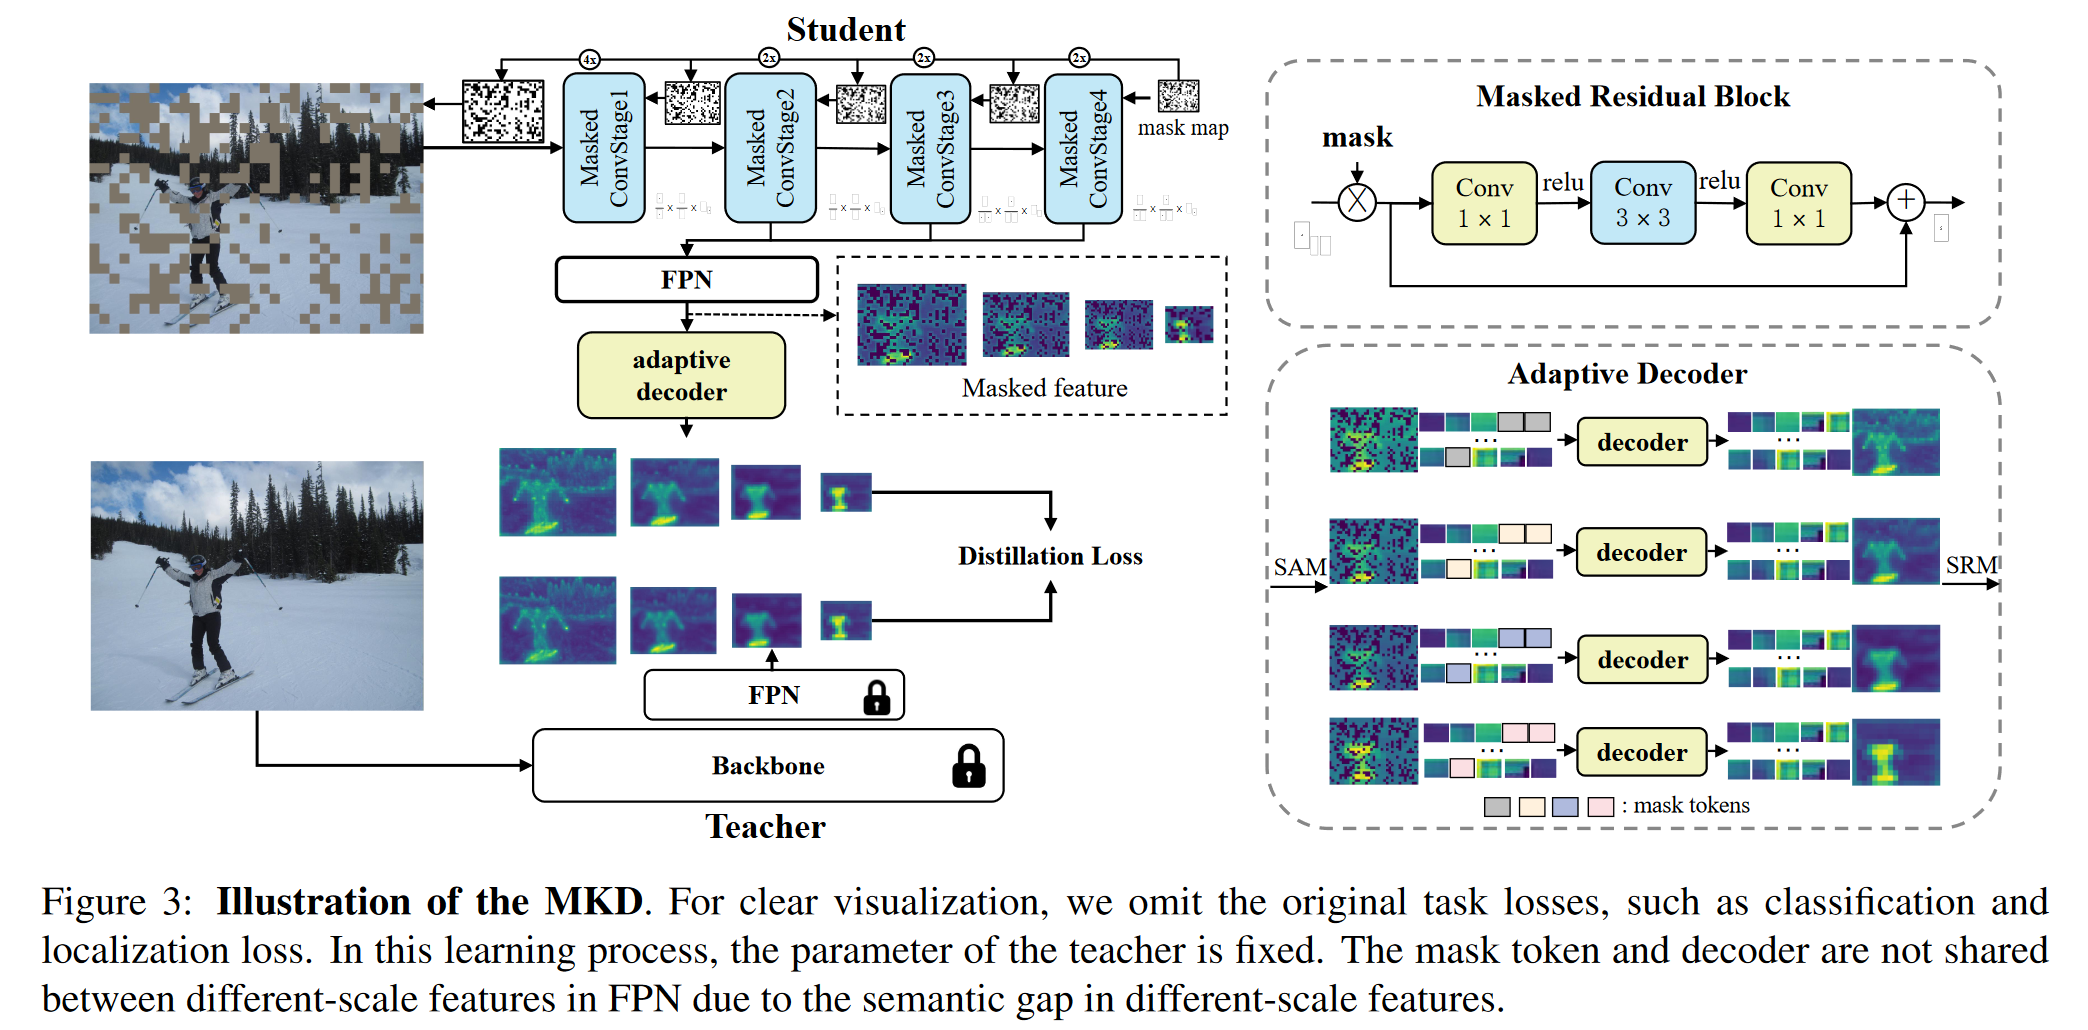 Student
4x
2x
2x
2x
Masked
ConvStage1
Masked
ConvStage2
Masked
ConvStage3
Masked
ConvStage4
mask map
x x
x x
x x
x x
FPN
adaptive
decoder
Masked feature
Distillation Loss
FPN
Backbone
Teacher
Masked Residual Block
mask
Conv
1 × 1
relu
Conv
3 × 3
relu
Conv
1 × 1
Adaptive Decoder
...
decoder
...
SAM
...
decoder
...
SRM
...
decoder
...
...
decoder
...
: mask tokens
Figure 3: Illustration of the MKD. For clear visualization, we omit the original task losses, such as classification and
localization loss. In this learning process, the parameter of the teacher is fixed. The mask token and decoder are not shared
between different-scale features in FPN due to the semantic gap in different-scale features.